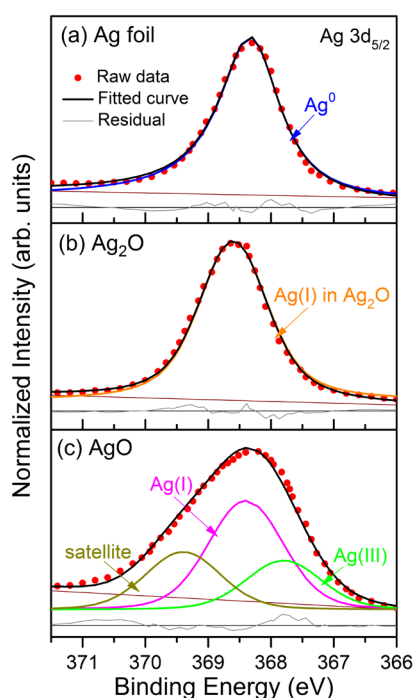 (a) Ag foil
Ag 3d₅/₂
Raw data
Fitted curve
Residual
Ag⁰
(b) Ag₂O
Ag(I) in Ag₂O
(c) AgO
Ag(I)
satellite
Ag(III)
Normalized Intensity (arb. units)
371 370 369 368 367 366
Binding Energy (eV)